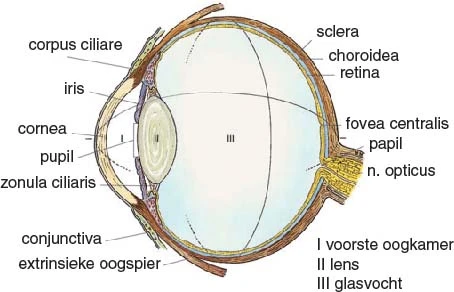 corpus ciliare
iris
cornea
pupil
zonula ciliaris
conjunctiva
extrinsieke oogspier
I
II
III
sclera
choroidea
retina
fovea centralis
papil
n. opticus
I voorste oogkamer
II lens
III glasvocht